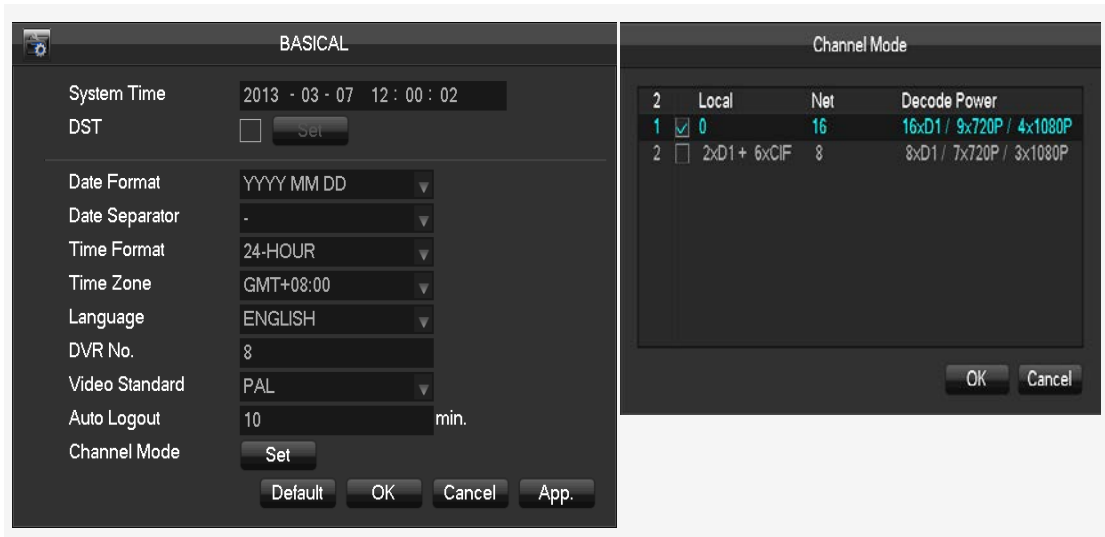 BASICAL
System Time 2013 - 03 - 07 12 : 00 : 02
DST Set
Date Format YYYY MM DD
Date Separator -
Time Format 24-HOUR
Time Zone GMT+08:00
Language ENGLISH
DVR No. 8
Video Standard PAL
Auto Logout 10 min.
Channel Mode Set
Default OK Cancel App.
Channel Mode
2 Local Net Decode Power
1 0 16 16xD1 / 9x720P / 4x1080P
2 2xD1 + 6xCIF 8 8xD1 / 7x720P / 3x1080P
OK Cancel